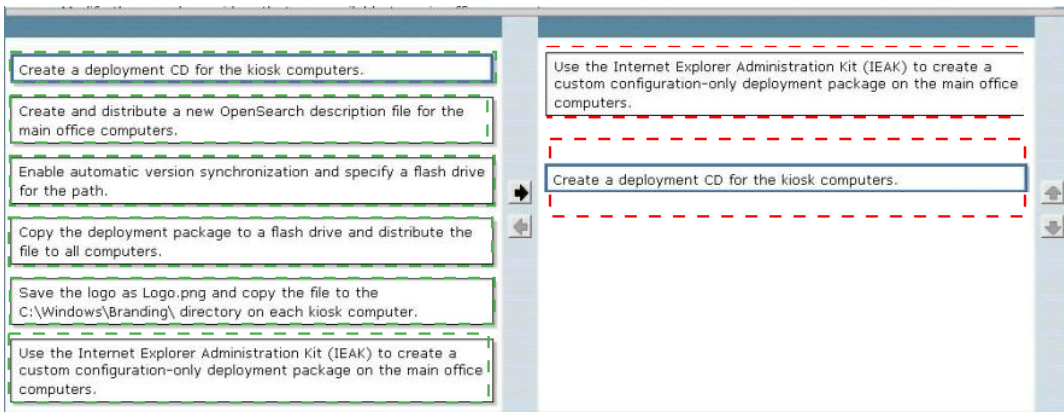 Create a deployment CD for the kiosk computers.
Create and distribute a new OpenSearch description file for the
main office computers.
Enable automatic version synchronization and specify a flash drive
for the path.
Copy the deployment package to a flash drive and distribute the
file to all computers.
Save the logo as Logo.png and copy the file to the
C:\Windows\Branding\ directory on each kiosk computer.
Use the Internet Explorer Administration Kit (IEAK) to create a
custom configuration-only deployment package on the main office
computers.
Use the Internet Explorer Administration Kit (IEAK) to create a
custom configuration-only deployment package on the main office
computers.
Create a deployment CD for the kiosk computers.